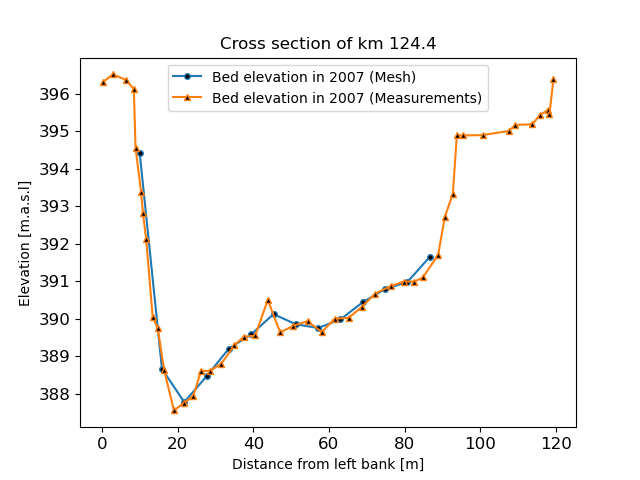 Cross section of km 124.4
Bed elevation in 2007 (Mesh)
Bed elevation in 2007 (Measurements)
Elevation [m.a.s.l]
396
395
394
393
392
391
390
389
388
0 20 40 60 80 100 120
Distance from left bank [m]